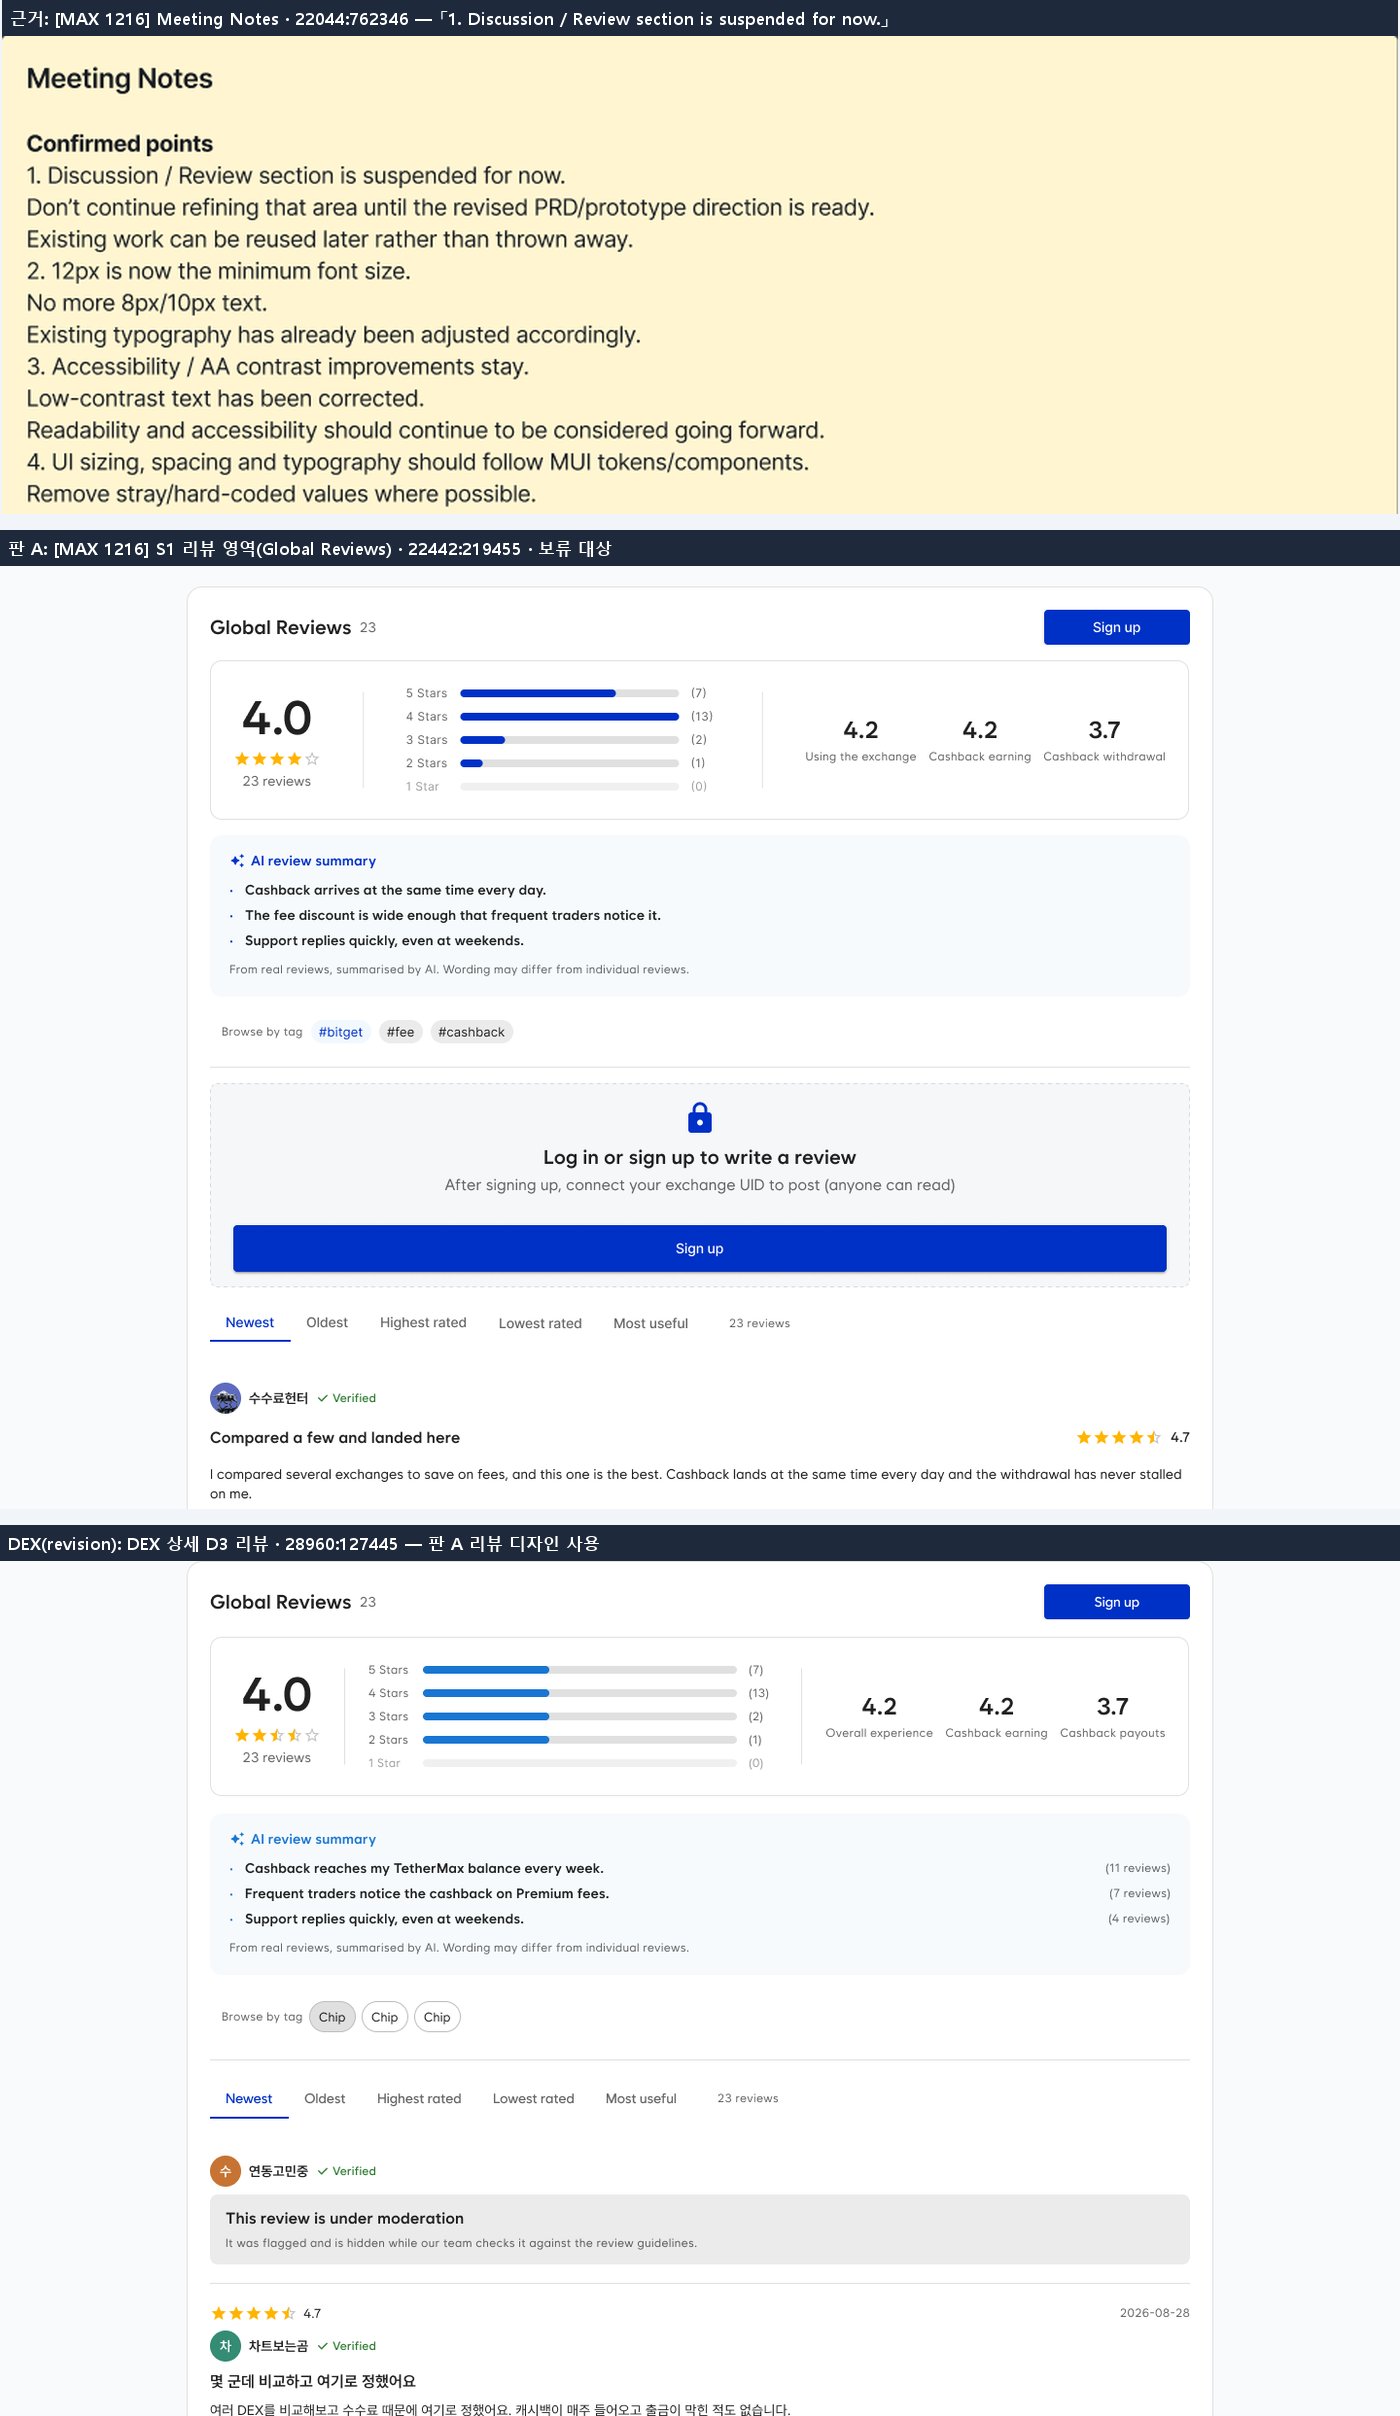 근거: [MAX 1216] Meeting Notes · 22044:762346 — 「1. Discussion / Review section is suspended for now.」
Meeting Notes
Confirmed points
1. Discussion / Review section is suspended for now.
Don’t continue refining that area until the revised PRD/prototype direction is ready.
Existing work can be reused later rather than thrown away.
2. 12px is now the minimum font size.
No more 8px/10px text.
Existing typography has already been adjusted accordingly.
3. Accessibility / AA contrast improvements stay.
Low-contrast text has been corrected.
Readability and accessibility should continue to be considered going forward.
4. UI sizing, spacing and typography should follow MUI tokens/components.
Remove stray/hard-coded values where possible.
판 A: [MAX 1216] S1 리뷰 영역(Global Reviews) · 22442:219455 · 보류 대상
Global Reviews 23
Sign up
4.0
23 reviews
5 Stars (7)
4 Stars (13)
3 Stars (2)
2 Stars (1)
1 Star (0)
4.2 4.2 3.7
Using the exchange Cashback earning Cashback withdrawal
AI review summary
· Cashback arrives at the same time every day.
· The fee discount is wide enough that frequent traders notice it.
· Support replies quickly, even at weekends.
From real reviews, summarised by AI. Wording may differ from individual reviews.
Browse by tag #bitget #fee #cashback
Log in or sign up to write a review
After signing up, connect your exchange UID to post (anyone can read)
Sign up
Newest Oldest Highest rated Lowest rated Most useful 23 reviews
수수료헌터 Verified
Compared a few and landed here 4.7
I compared several exchanges to save on fees, and this one is the best. Cashback lands at the same time every day and the withdrawal has never stalled
on me.
DEX(revision): DEX 상세 D3 리뷰 · 28960:127445 — 판 A 리뷰 디자인 사용
Global Reviews 23
Sign up
4.0
23 reviews
5 Stars (7)
4 Stars (13)
3 Stars (2)
2 Stars (1)
1 Star (0)
4.2 4.2 3.7
Overall experience Cashback earning Cashback payouts
AI review summary
· Cashback reaches my TetherMax balance every week. (11 reviews)
· Frequent traders notice the cashback on Premium fees. (7 reviews)
· Support replies quickly, even at weekends. (4 reviews)
From real reviews, summarised by AI. Wording may differ from individual reviews.
Browse by tag Chip Chip Chip
Newest Oldest Highest rated Lowest rated Most useful 23 reviews
수 연동고민중 Verified
This review is under moderation
It was flagged and is hidden while our team checks it against the review guidelines.
4.7 2026-08-28
차 차트보는곰 Verified
몇 군데 비교하고 여기로 정했어요
여러 DEX를 비교해보고 수수료 때문에 여기로 정했어요. 캐시백이 매주 들어오고 출금이 막힌 적도 없습니다.